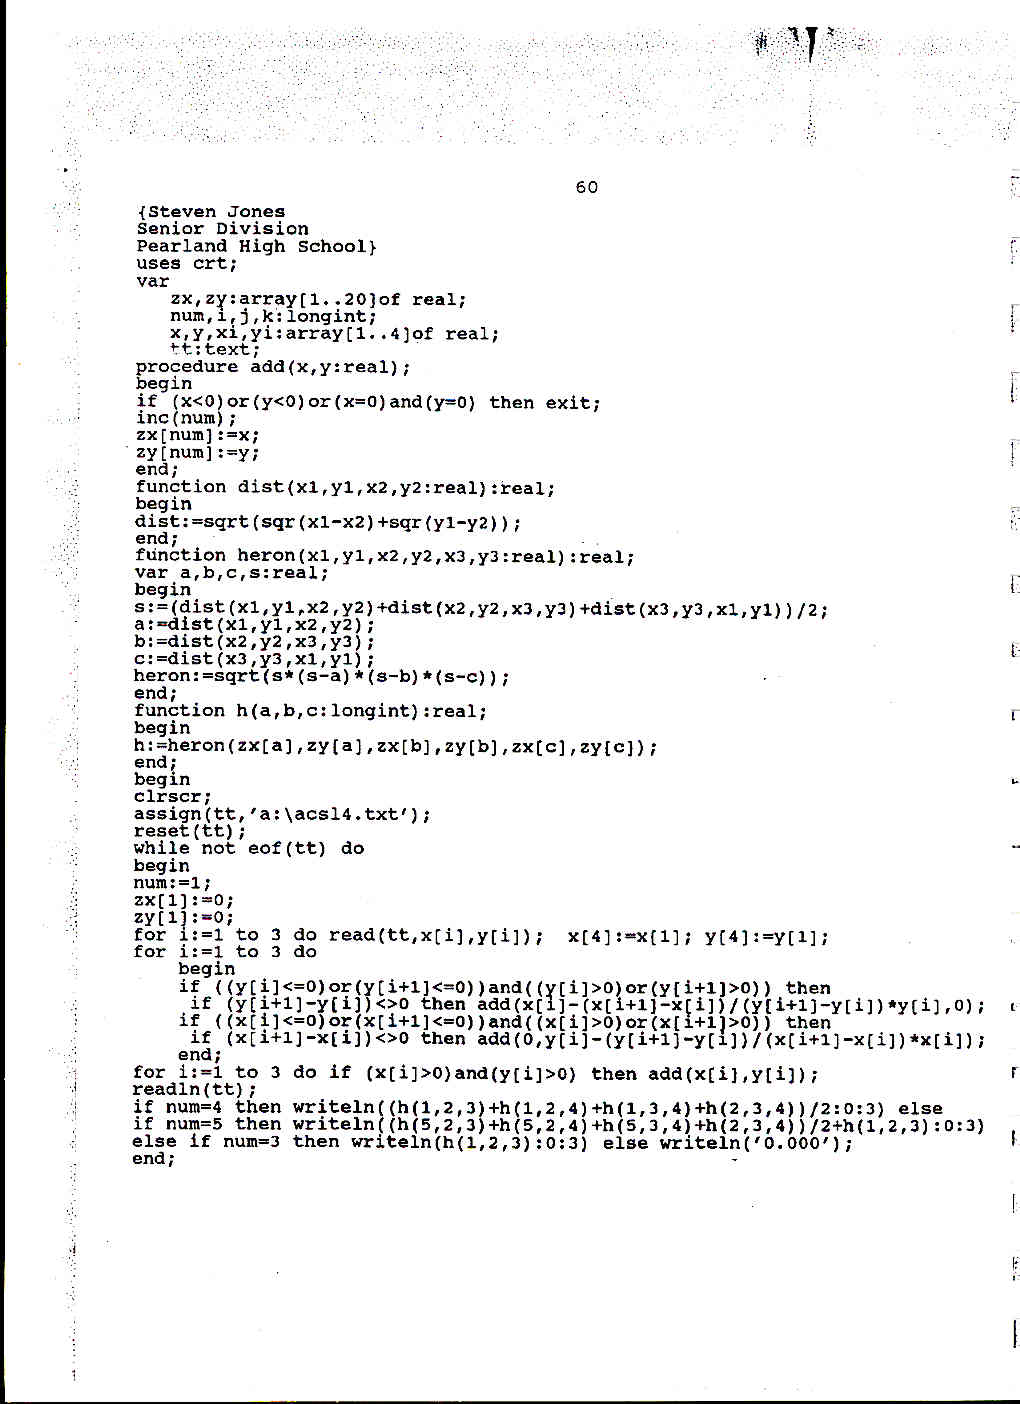 60
{Steven Jones
Senior Division
Pearland High School}
uses crt;
var
   zx,zy:array[1..20]of real;
   num,i,j,k:longint;
   x,y,xi,yi:array[1..4]of real;
   tt:text;
procedure add(x,y:real);
begin
if (x<0)or(y<0)or(x=0)and(y=0) then exit;
inc(num);
zx[num]:=x;
zy[num]:=y;
end;
function dist(x1,y1,x2,y2:real):real;
begin
dist:=sqrt(sqr(x1-x2)+sqr(y1-y2));
end;
function heron(x1,y1,x2,y2,x3,y3:real):real;
var a,b,c,s:real;
begin
s:=(dist(x1,y1,x2,y2)+dist(x2,y2,x3,y3)+dist(x3,y3,x1,y1))/2;
a:=dist(x1,y1,x2,y2);
b:=dist(x2,y2,x3,y3);
c:=dist(x3,y3,x1,y1);
heron:=sqrt(s*(s-a)*(s-b)*(s-c));
end;
function h(a,b,c:longint):real;
begin
h:=heron(zx[a],zy[a],zx[b],zy[b],zx[c],zy[c]);
end;
begin
clrscr;
assign(tt,'a:\acsl4.txt');
reset(tt);
while not eof(tt) do
begin
num:=1;
zx[1]:=0;
zy[1]:=0;
for i:=1 to 3 do read(tt,x[i],y[i]);  x[4]:=x[1]; y[4]:=y[1];
for i:=1 to 3 do
    begin
    if ((y[i]<=0)or(y[i+1]<=0))and((y[i]>0)or(y[i+1]>0)) then
     if (y[i+1]-y[i])<>0 then add(x[i]-(x[i+1]-x[i])/(y[i+1]-y[i])*y[i],0);
    if ((x[i]<=0)or(x[i+1]<=0))and((x[i]>0)or(x[i+1]>0)) then
     if (x[i+1]-x[i])<>0 then add(0,y[i]-(y[i+1]-y[i])/(x[i+1]-x[i])*x[i]);
    end;
for i:=1 to 3 do if (x[i]>0)and(y[i]>0) then add(x[i],y[i]);
readln(tt);
if num=4 then writeln((h(1,2,3)+h(1,2,4)+h(1,3,4)+h(2,3,4))/2:0:3) else
if num=5 then writeln((h(5,2,3)+h(5,2,4)+h(5,3,4)+h(2,3,4))/2+h(1,2,3):0:3)
else if num=3 then writeln(h(1,2,3):0:3) else writeln('0.000');
end;